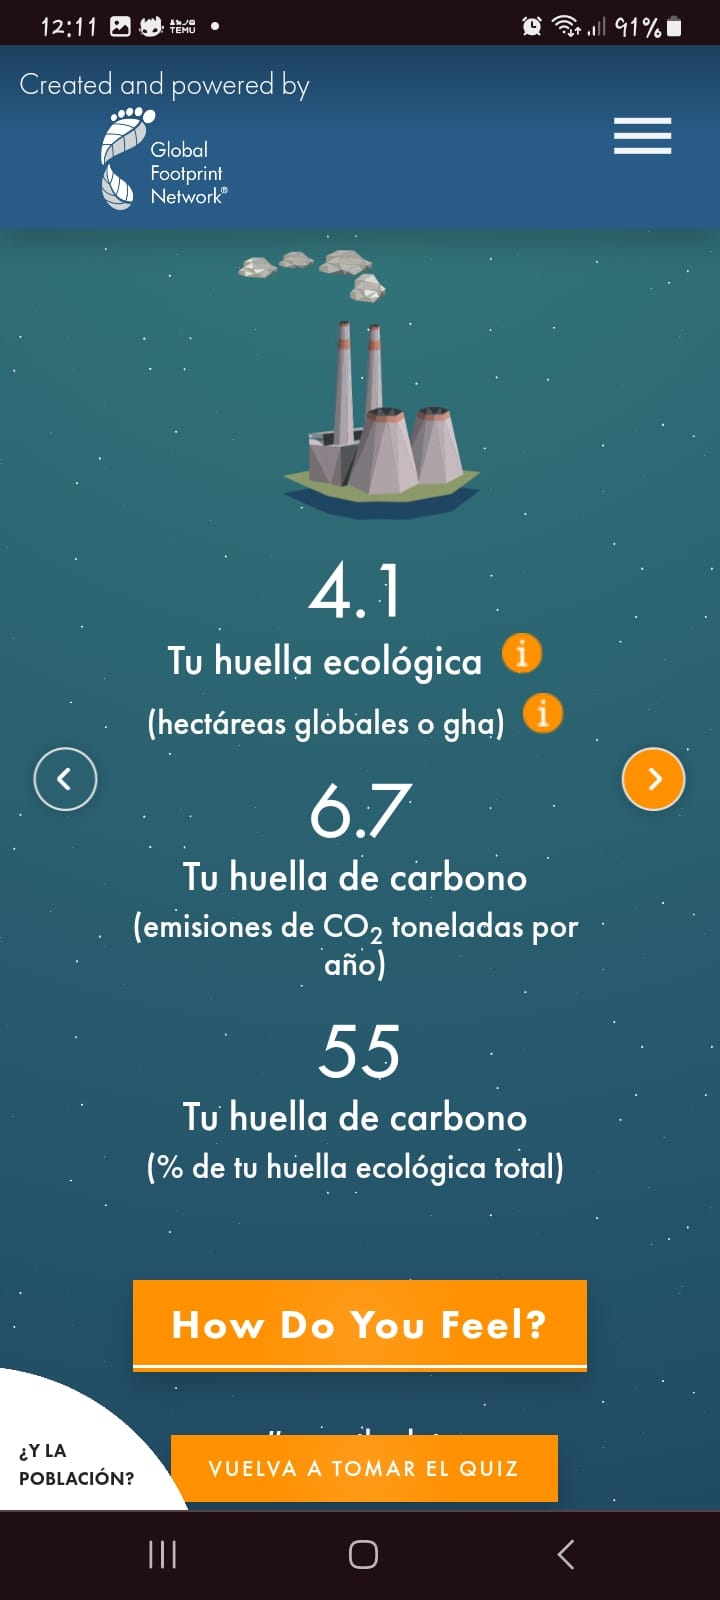 12:11
TEMU
91%
Created and powered by
Global
Footprint
Network®
4.1
Tu huella ecológica i
(hectáreas globales o gha) i
6.7
Tu huella de carbono
(emisiones de CO₂ toneladas por
año)
55
Tu huella de carbono
(% de tu huella ecológica total)
How Do You Feel?
¿Y LA
POBLACIÓN?
VUELVA A TOMAR EL QUIZ